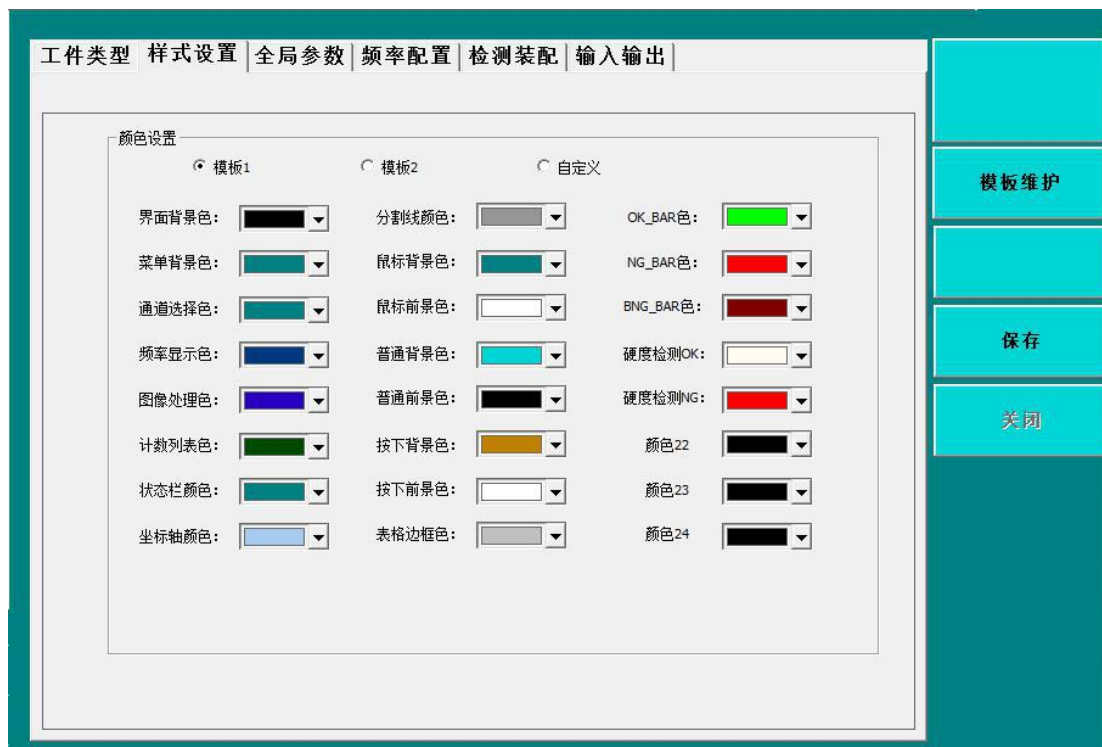 工件类型 样式设置 全局参数 频率配置 检测装配 输入输出
颜色设置
模板1 模板2 自定义
界面背景色: 分割线颜色: OK_BAR色:
菜单背景色: 鼠标背景色: NG_BAR色:
通道选择色: 鼠标前景色: BNG_BAR色:
频率显示色: 普通背景色: 硬度检测OK:
图像处理色: 普通前景色: 硬度检测NG:
计数列表色: 按下背景色: 颜色22
状态栏颜色: 按下前景色: 颜色23
坐标轴颜色: 表格边框色: 颜色24
模板维护
保存
关闭